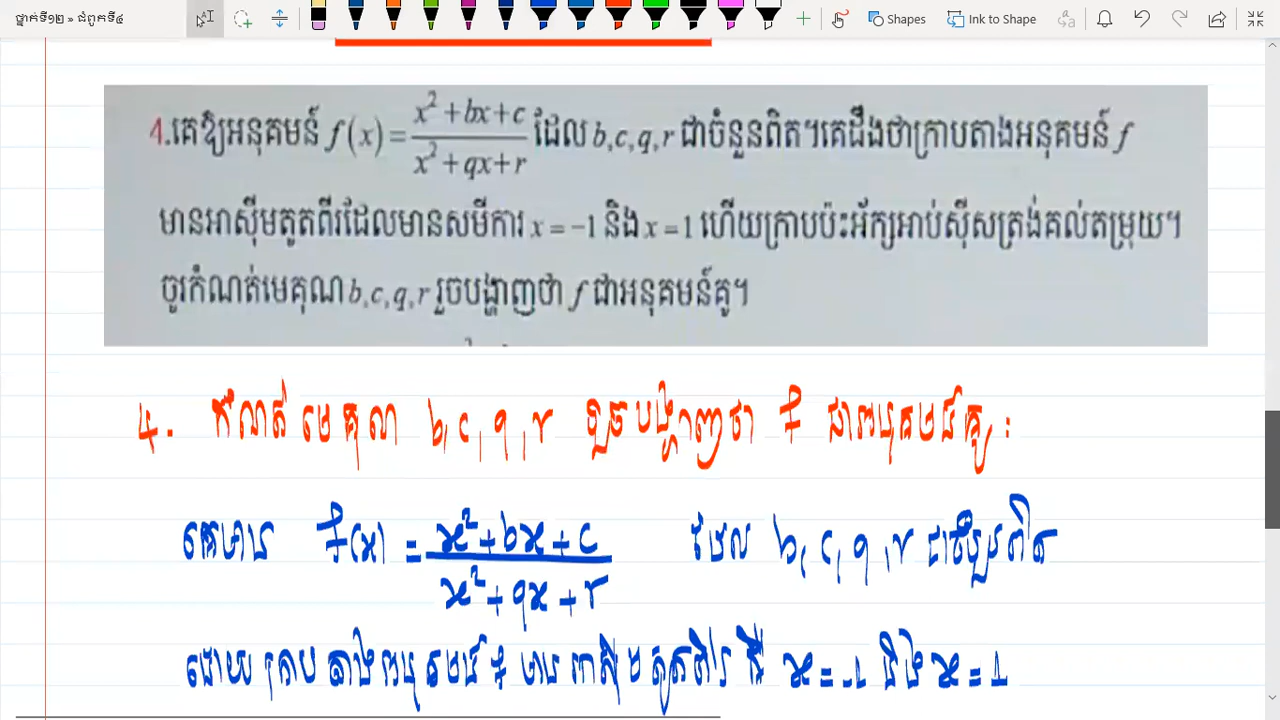 ថ្នាក់ទី១២ » ជំពូកទី៤
Shapes
Ink to Shape
4.គេឱ្យអនុគមន៍ f(x)= (x²+bx+c)/(x²+qx+r) ដែល b,c,q,r ជាចំនួនពិត។គេដឹងថាក្រាបតាងអនុគមន៍ f
មានអាស៊ីមតូតពីរដែលមានសមីការ x=-1 និង x=1 ហើយក្រាបប៉ះអ័ក្សអាប់ស៊ីសត្រង់គល់តម្រុយ។
ចូរកំណត់មេគុណ b,c,q,r រួចបង្ហាញថា f ជាអនុគមន៍គូ។
4. កំណត់មេគុណ b,c,q,r រួចបង្ហាញថា f ជាអនុគមន៍គូ:
គេមាន f(x) = (x²+bx+c)/(x²+qx+r) ដែល b,c,q,r ជាចំនួនពិត
ដោយ ក្រាបតាងអនុគមន៍ f មានអាស៊ីមតូតពីរ គឺ x=-1 និង x=1